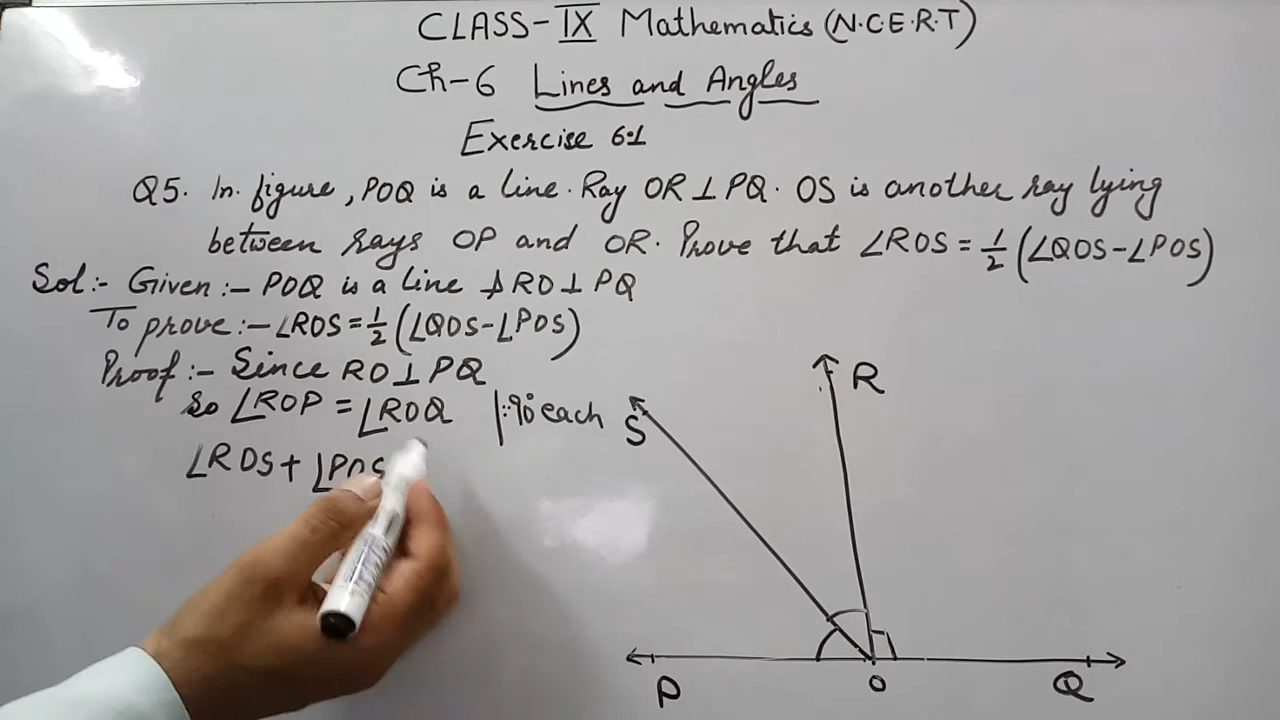 CLASS-IX Mathematics (N.C.E.R.T)
Ch-6 Lines and Angles
Exercise 6.1
Q5. In figure, POQ is a line. Ray OR ⊥ PQ. OS is another ray lying
between rays OP and OR. Prove that ∠ROS = 1/2 (∠QOS-∠POS)
Sol:- Given:- POQ is a line & RO ⊥ PQ
To prove:- ∠ROS = 1/2 (∠QOS-∠POS)
Proof:- Since RO ⊥ PQ
so ∠ROP = ∠ROQ |∵90° each
∠ROS + ∠POS
R
S
P
O
Q